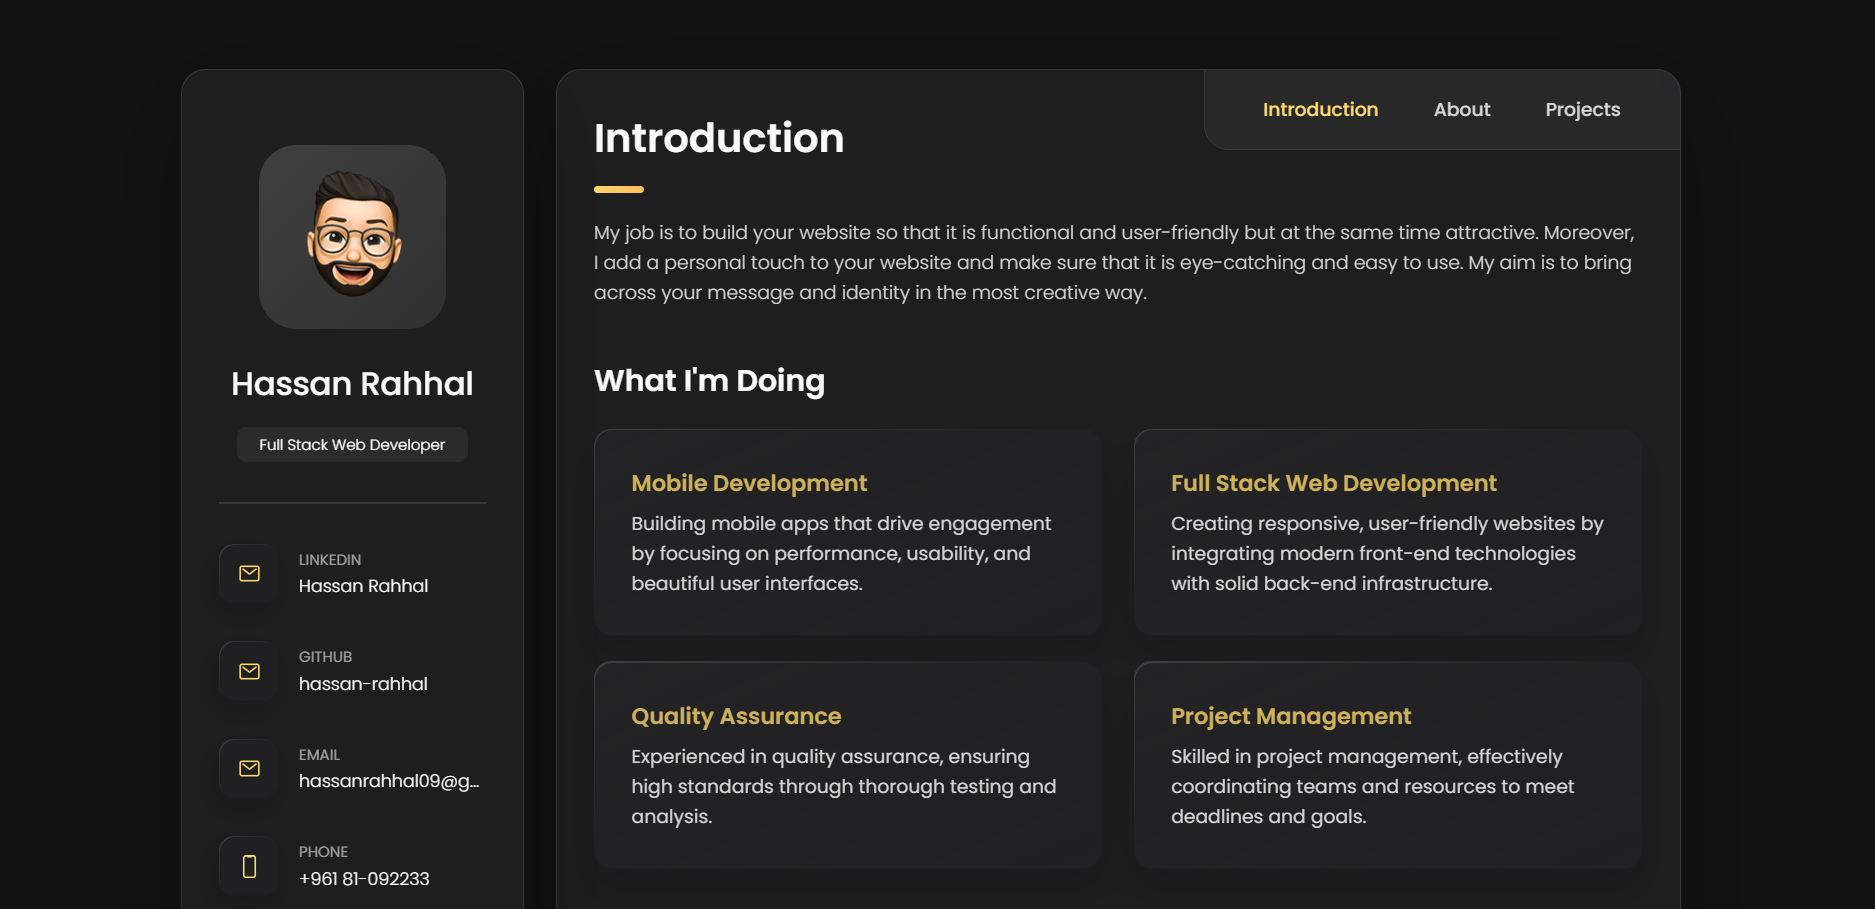 Hassan Rahhal
Full Stack Web Developer
LINKEDIN
Hassan Rahhal
GITHUB
hassan-rahhal
EMAIL
hassanrahhal09@g...
PHONE
+961 81-092233
Introduction
About
Projects
Introduction
My job is to build your website so that it is functional and user-friendly but at the same time attractive. Moreover,
I add a personal touch to your website and make sure that it is eye-catching and easy to use. My aim is to bring
across your message and identity in the most creative way.
What I'm Doing
Mobile Development
Building mobile apps that drive engagement
by focusing on performance, usability, and
beautiful user interfaces.
Full Stack Web Development
Creating responsive, user-friendly websites by
integrating modern front-end technologies
with solid back-end infrastructure.
Quality Assurance
Experienced in quality assurance, ensuring
high standards through thorough testing and
analysis.
Project Management
Skilled in project management, effectively
coordinating teams and resources to meet
deadlines and goals.